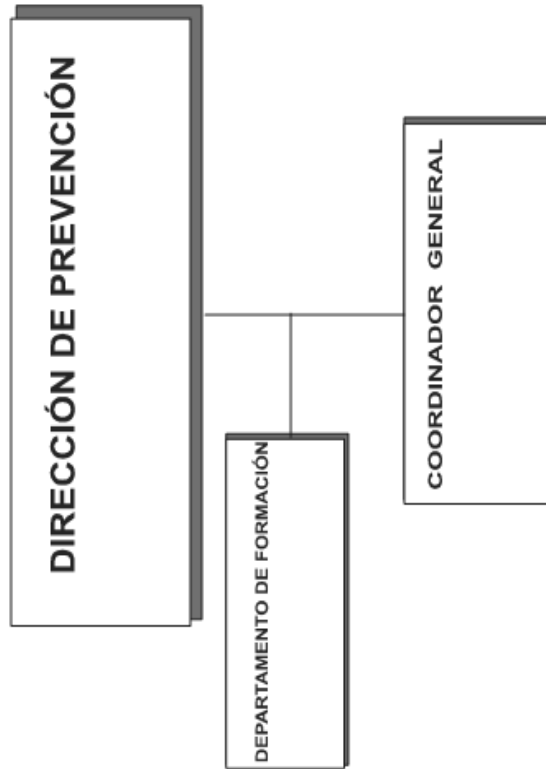 DIRECCIÓN DE PREVENCIÓN
DEPARTAMENTO DE FORMACIÓN
COORDINADOR GENERAL